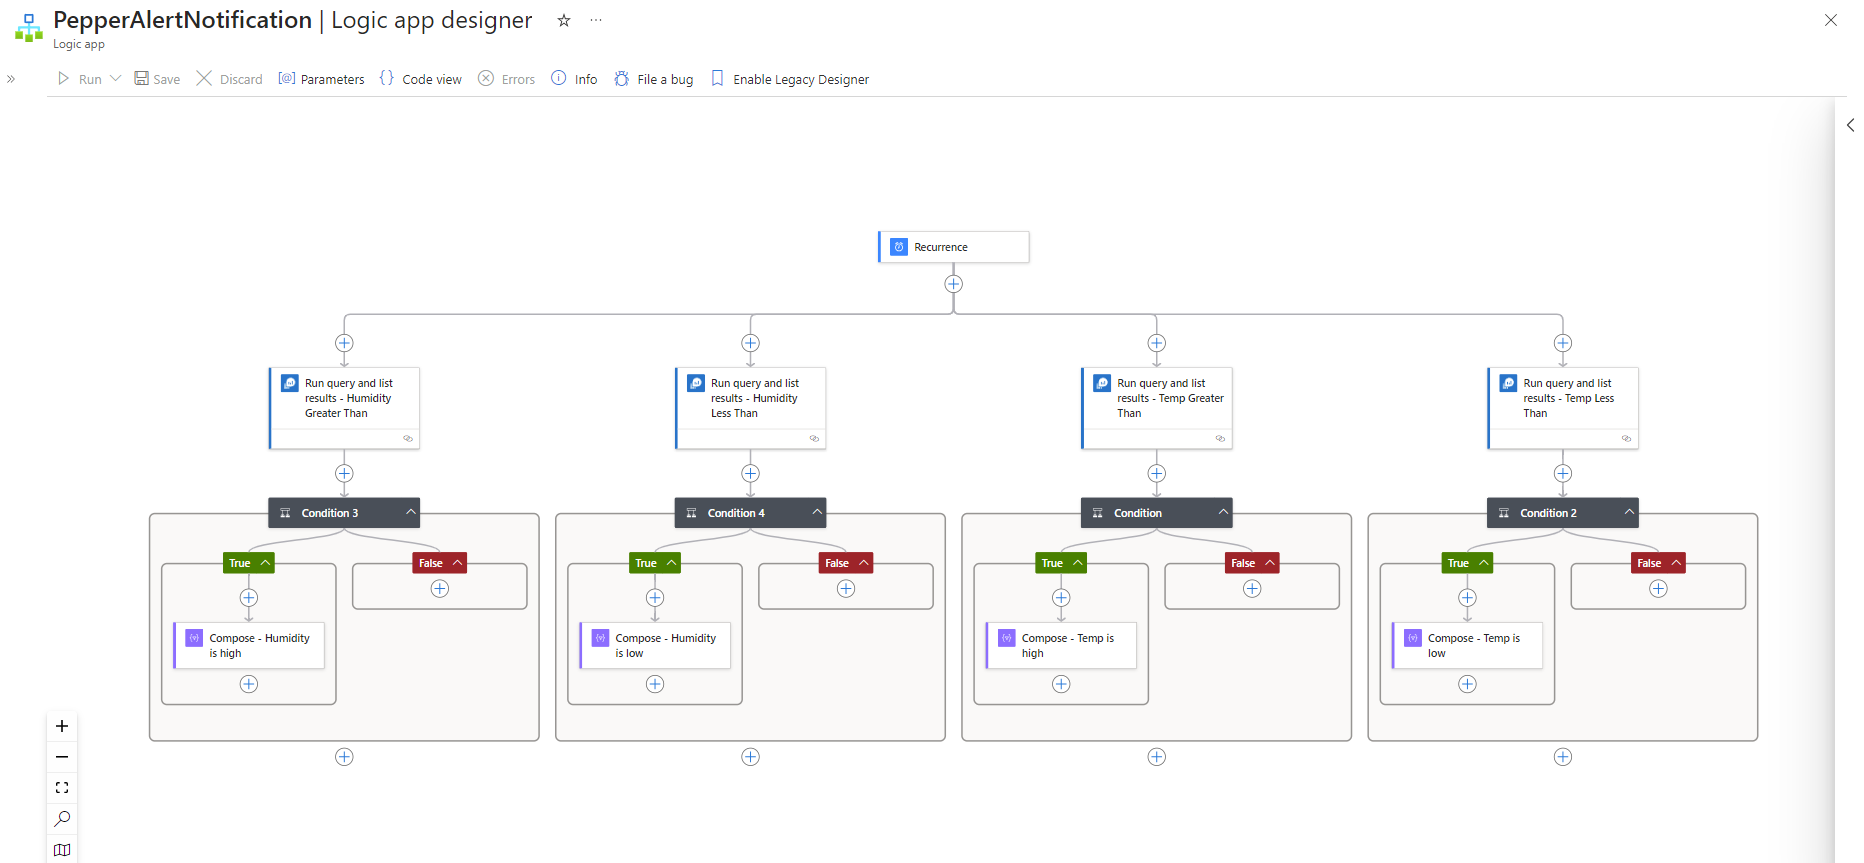 PepperAlertNotification | Logic app designer
Logic app
Run
Save
Discard
Parameters
Code view
Errors
Info
File a bug
Enable Legacy Designer
Recurrence
Run query and list
results - Humidity
Greater Than
Run query and list
results - Humidity
Less Than
Run query and list
results - Temp Greater
Than
Run query and list
results - Temp Less
Than
Condition 3
Condition 4
Condition
Condition 2
True
False
True
False
True
False
True
False
Compose - Humidity
is high
Compose - Humidity
is low
Compose - Temp is
high
Compose - Temp is
low